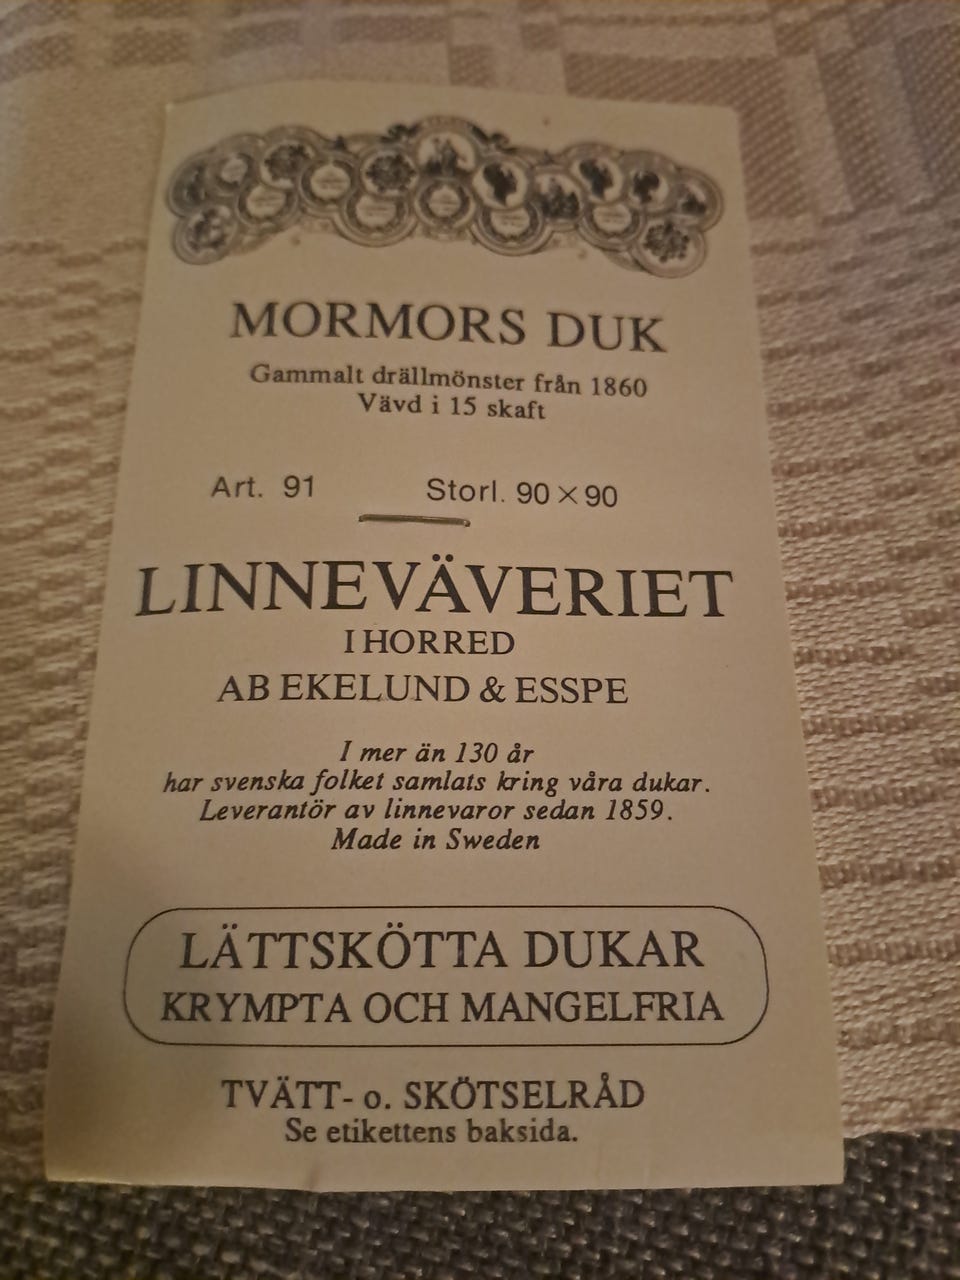 MORMORS DUK
Gammalt drällmönster från 1860
Vävd i 15 skaft
Art. 91 Storl. 90 × 90
LINNEVÄVERIET
I HORRED
AB EKELUND & ESSPE
I mer än 130 år
har svenska folket samlats kring våra dukar.
Leverantör av linnevaror sedan 1859.
Made in Sweden
LÄTTSKÖTTA DUKAR
KRYMPTA OCH MANGELFRIA
TVÄTT- o. SKÖTSELRÅD
Se etikettens baksida.